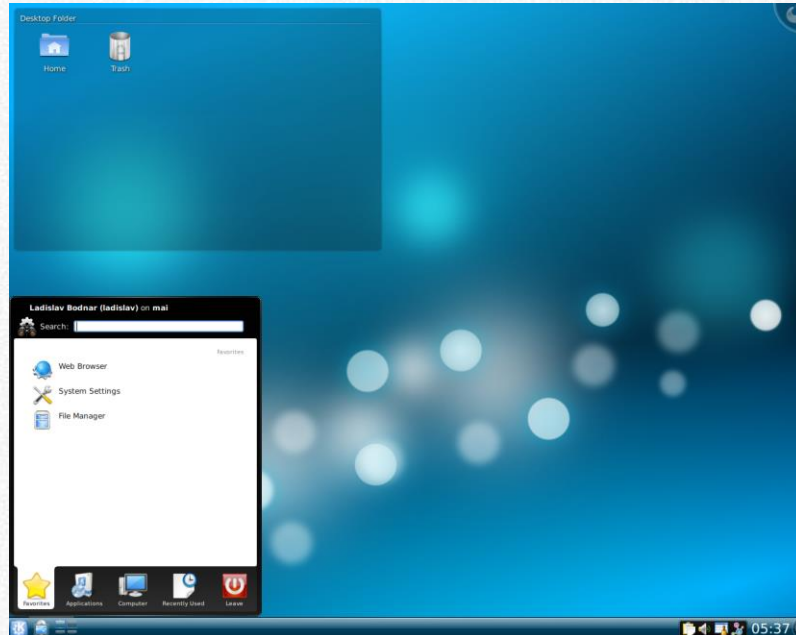 Desktop Folder
Home
Trash
Ladislav Bodnar (ladislav) on mai
Search:
Favorites
Web Browser
System Settings
File Manager
Favorites
Applications
Computer
Recently Used
Leave
05:37